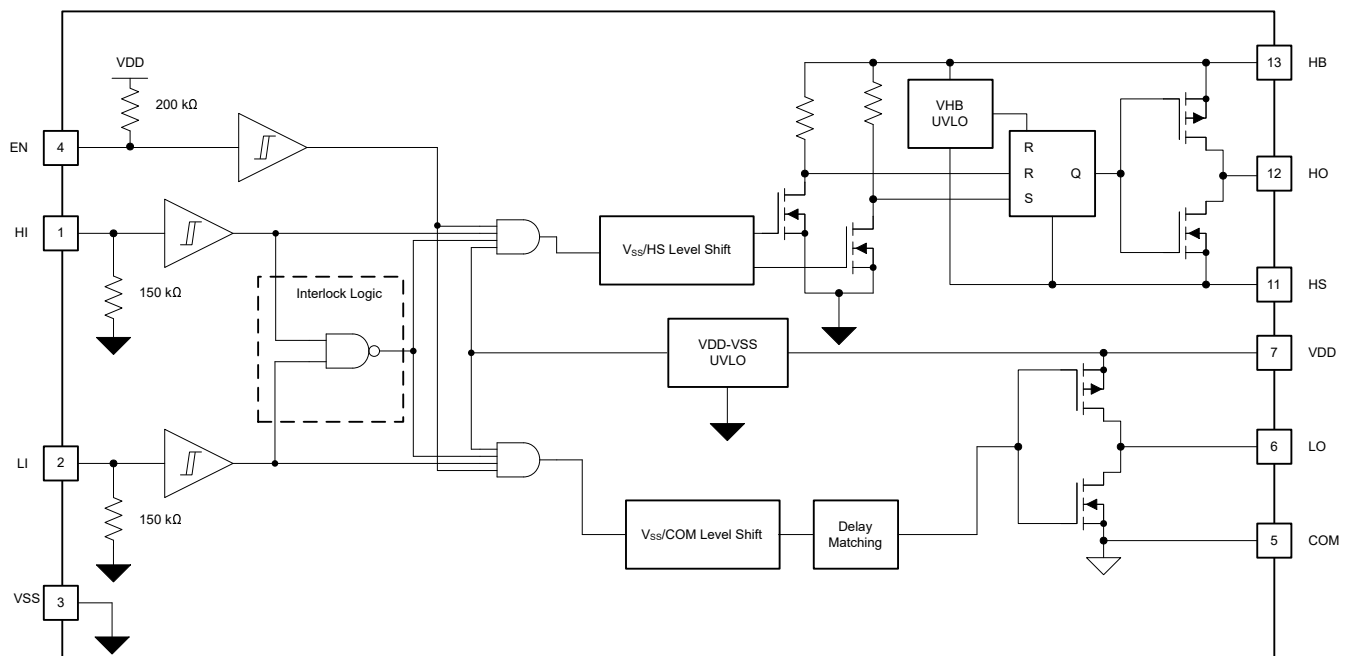 VDD
200 kΩ
EN
4
HI
1
150 kΩ
Interlock Logic
LI
2
150 kΩ
VSS
3
VSS/HS Level Shift
VHB
UVLO
R
R
S
Q
VDD-VSS
UVLO
VSS/COM Level Shift
Delay
Matching
13
HB
12
HO
11
HS
7
VDD
6
LO
5
COM